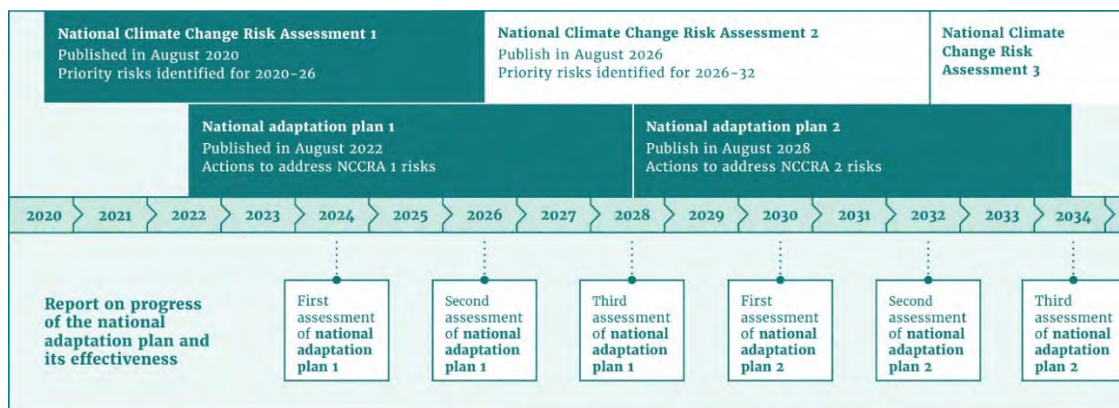 National Climate Change Risk Assessment 1
Published in August 2020
Priority risks identified for 2020-26
National Climate Change Risk Assessment 2
Publish in August 2026
Priority risks identified for 2026-32
National Climate
Change Risk
Assessment 3
National adaptation plan 1
Published in August 2022
Actions to address NCCRA 1 risks
National adaptation plan 2
Publish in August 2028
Actions to address NCCRA 2 risks
2020 2021 2022 2023 2024 2025 2026 2027 2028 2029 2030 2031 2032 2033 2034
Report on progress
of the national
adaptation plan and
its effectiveness
First
assessment
of national
adaptation
plan 1
Second
assessment
of national
adaptation
plan 1
Third
assessment
of national
adaptation
plan 1
First
assessment
of national
adaptation
plan 2
Second
assessment
of national
adaptation
plan 2
Third
assessment
of national
adaptation
plan 2